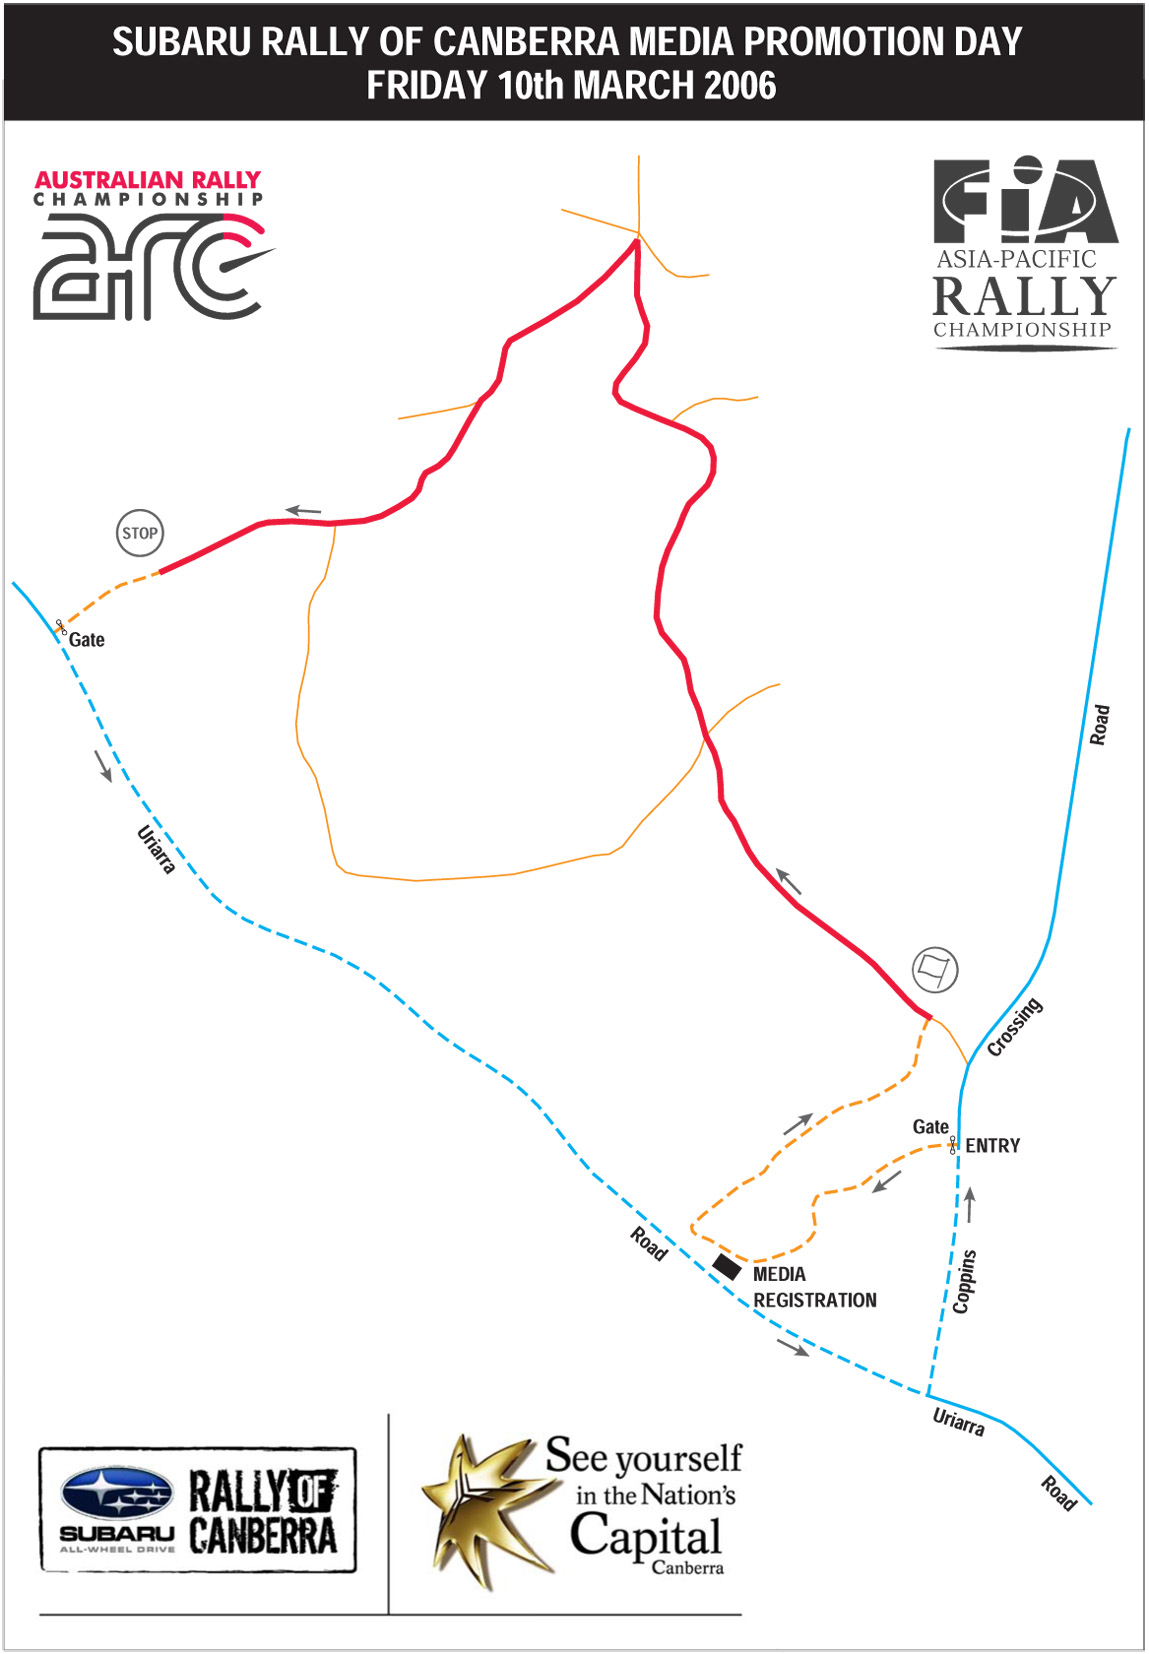 SUBARU RALLY OF CANBERRA MEDIA PROMOTION DAY
FRIDAY 10th MARCH 2006
AUSTRALIAN RALLY
CHAMPIONSHIP
arc
FiA
ASIA-PACIFIC
RALLY
CHAMPIONSHIP
STOP
Gate
Road
Uriarra
Crossing
Gate
ENTRY
Road
Coppins
MEDIA
REGISTRATION
Uriarra
Road
SUBARU
ALL-WHEEL DRIVE
RALLY OF
CANBERRA
See yourself
in the Nation's
Capital
Canberra